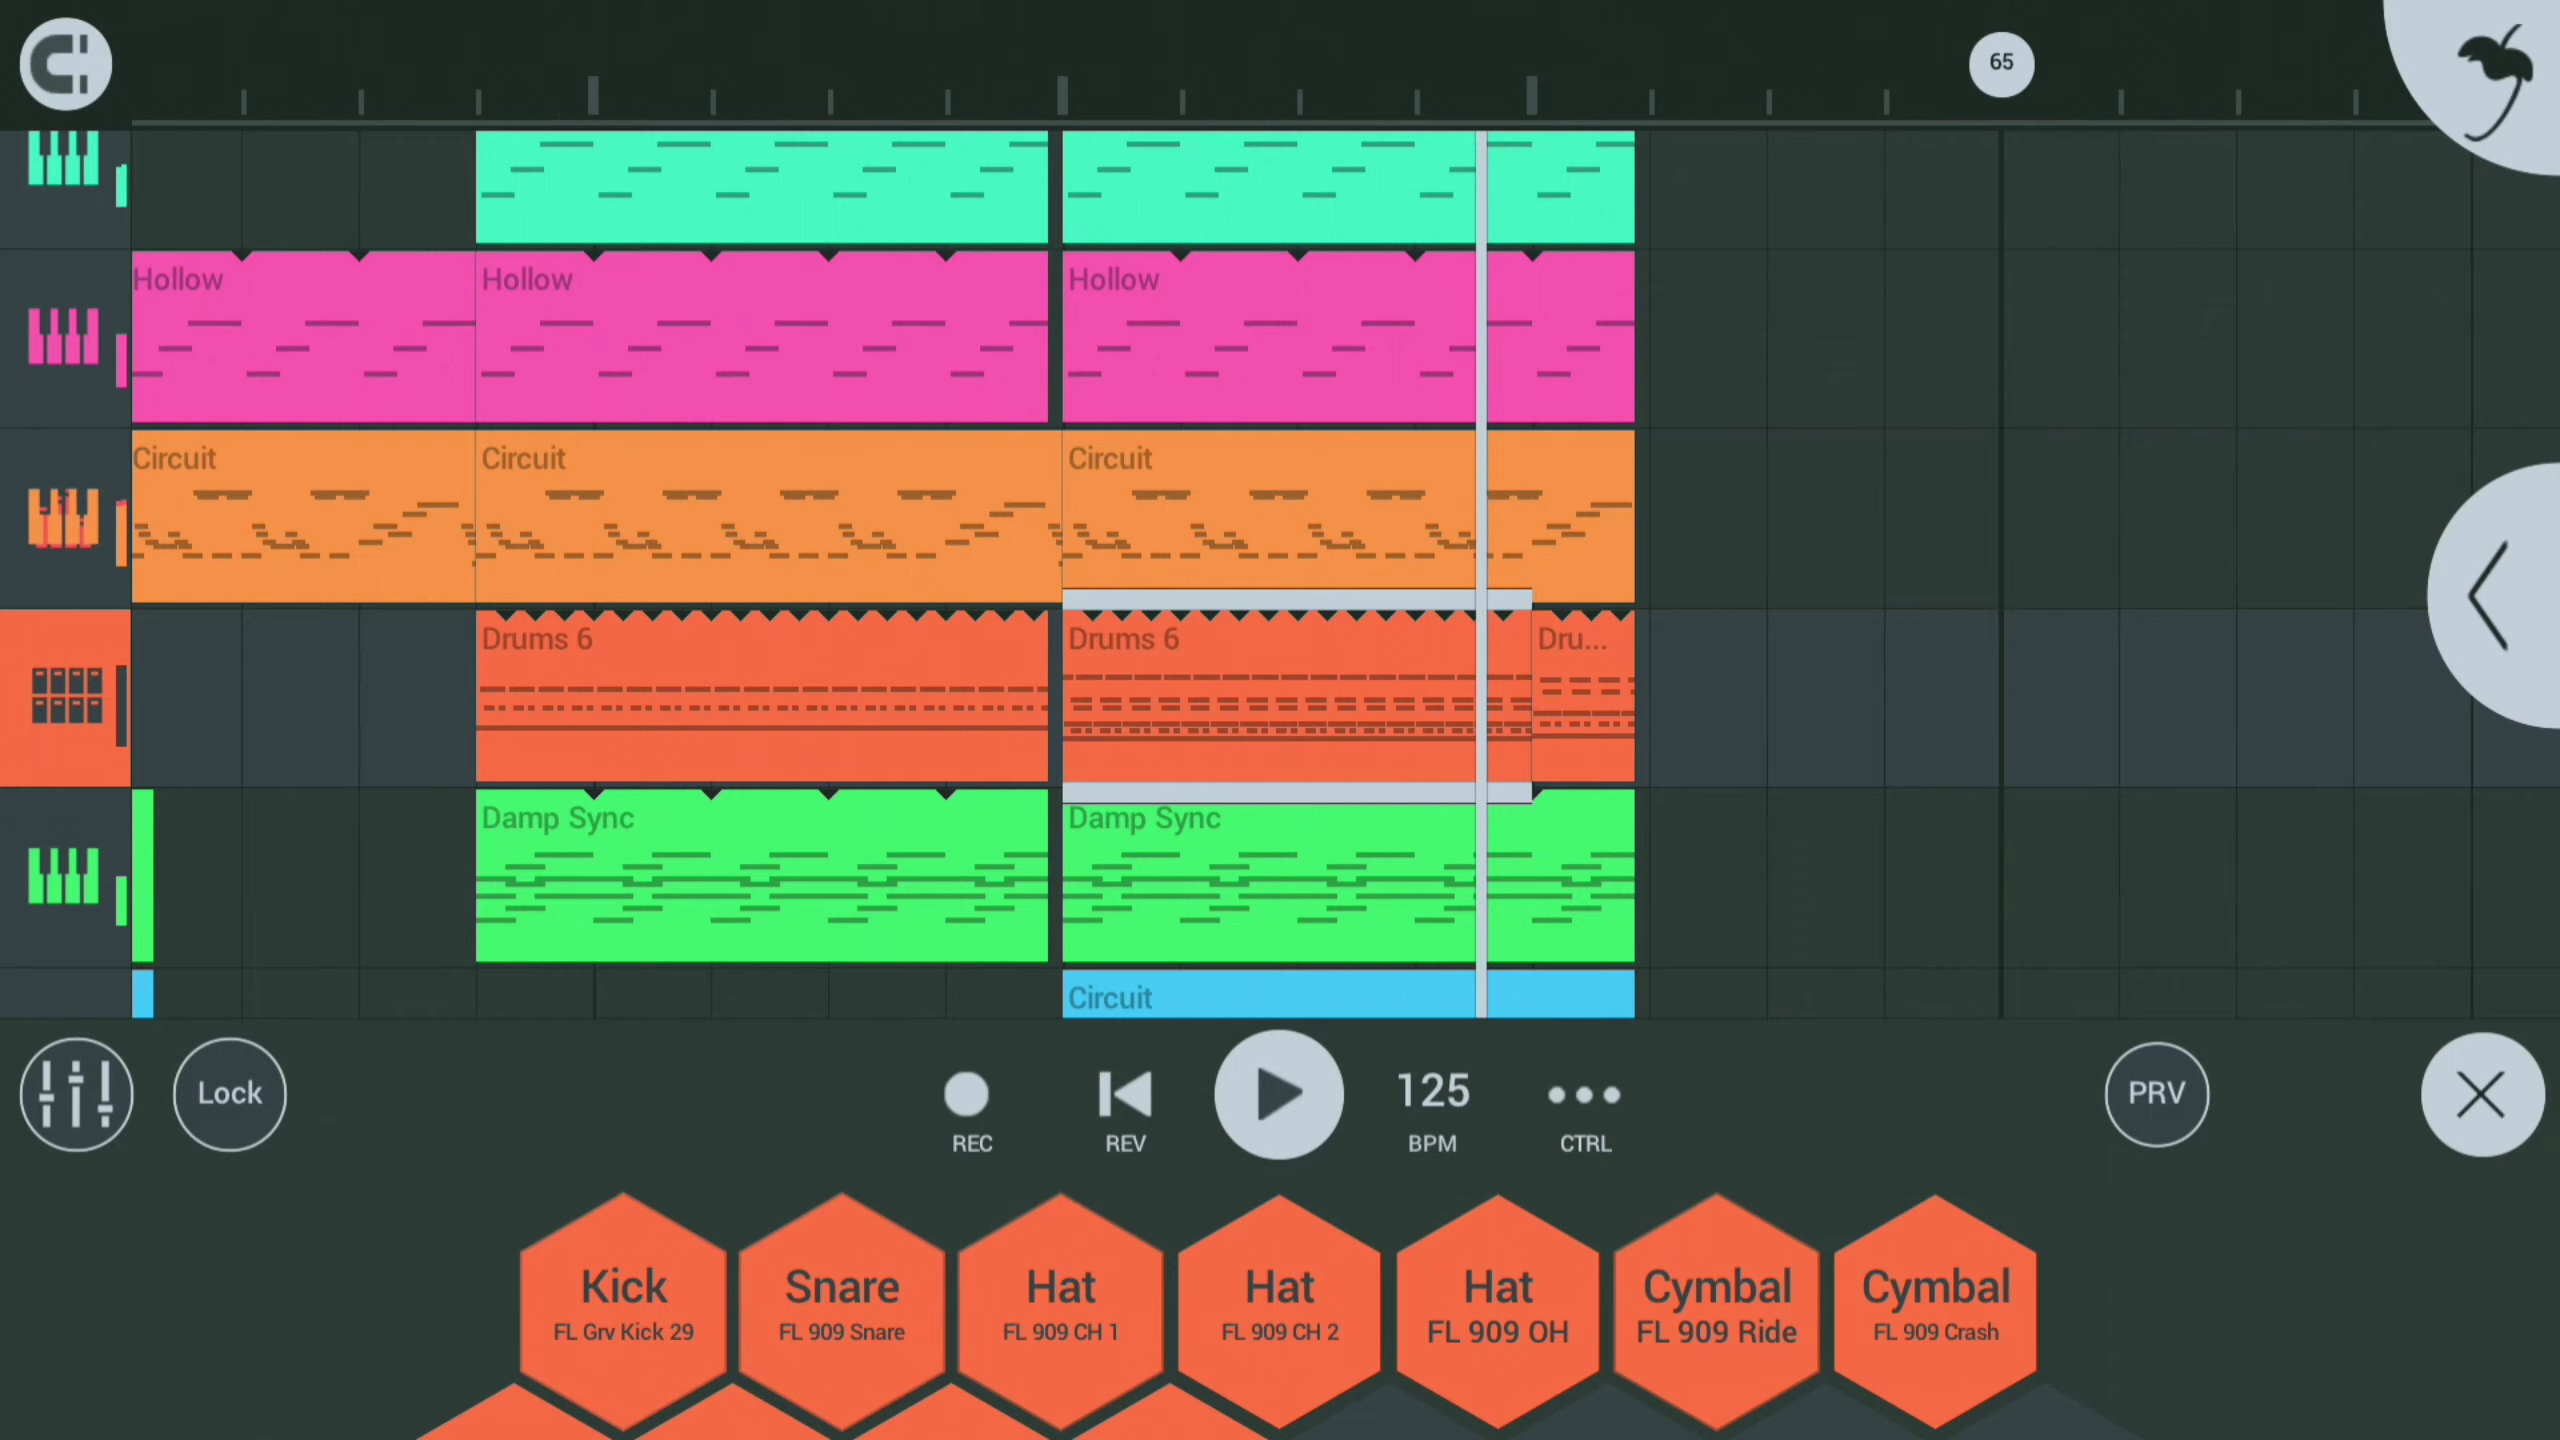 65
Hollow
Hollow
Hollow
Circuit
Circuit
Circuit
Drums 6
Drums 6
Dru...
Damp Sync
Damp Sync
Circuit
Lock
REC
REV
125
BPM
CTRL
PRV
Kick
FL Grv Kick 29
Snare
FL 909 Snare
Hat
FL 909 CH 1
Hat
FL 909 CH 2
Hat
FL 909 OH
Cymbal
FL 909 Ride
Cymbal
FL 909 Crash